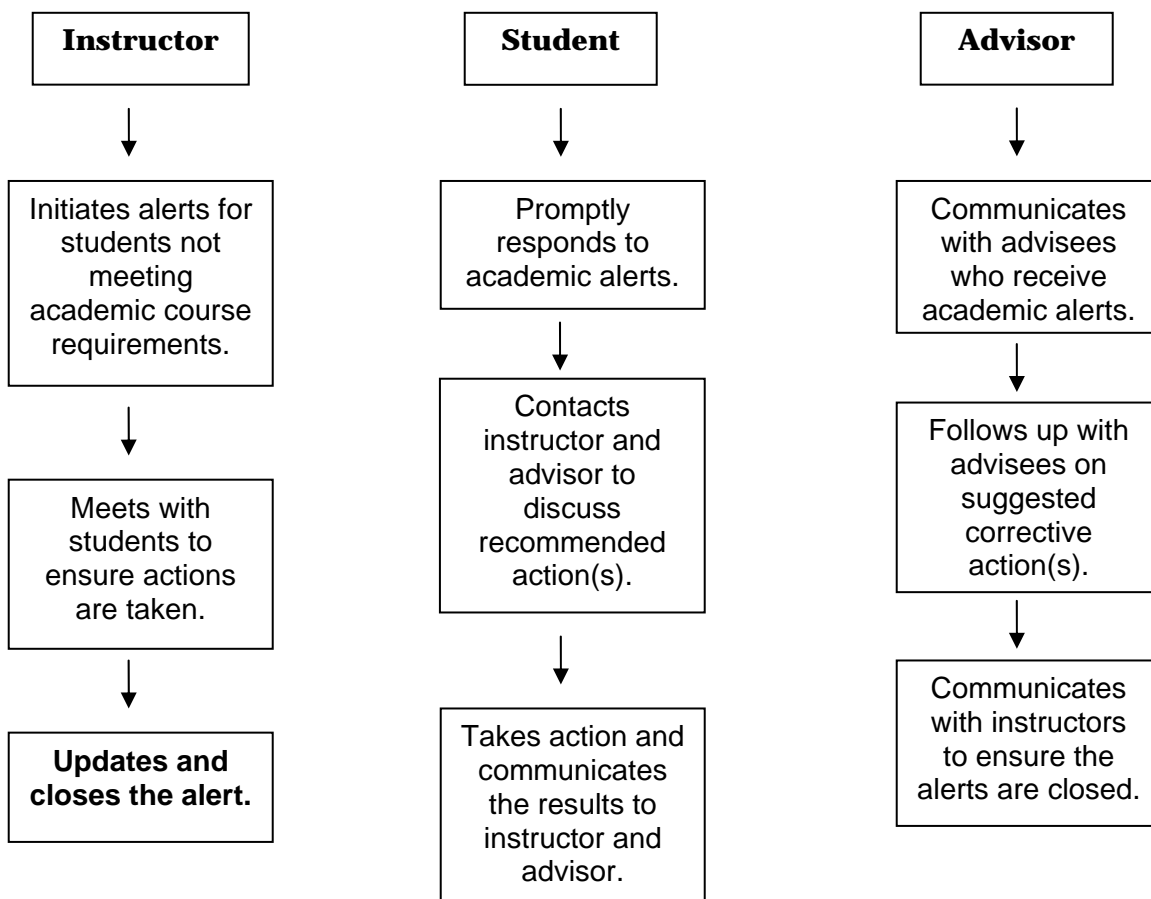 Instructor
Initiates alerts for
students not
meeting
academic course
requirements.
Meets with
students to
ensure actions
are taken.
Updates and
closes the alert.
Student
Promptly
responds to
academic alerts.
Contacts
instructor and
advisor to
discuss
recommended
action(s).
Takes action and
communicates
the results to
instructor and
advisor.
Advisor
Communicates
with advisees
who receive
academic alerts.
Follows up with
advisees on
suggested
corrective
action(s).
Communicates
with instructors
to ensure the
alerts are closed.